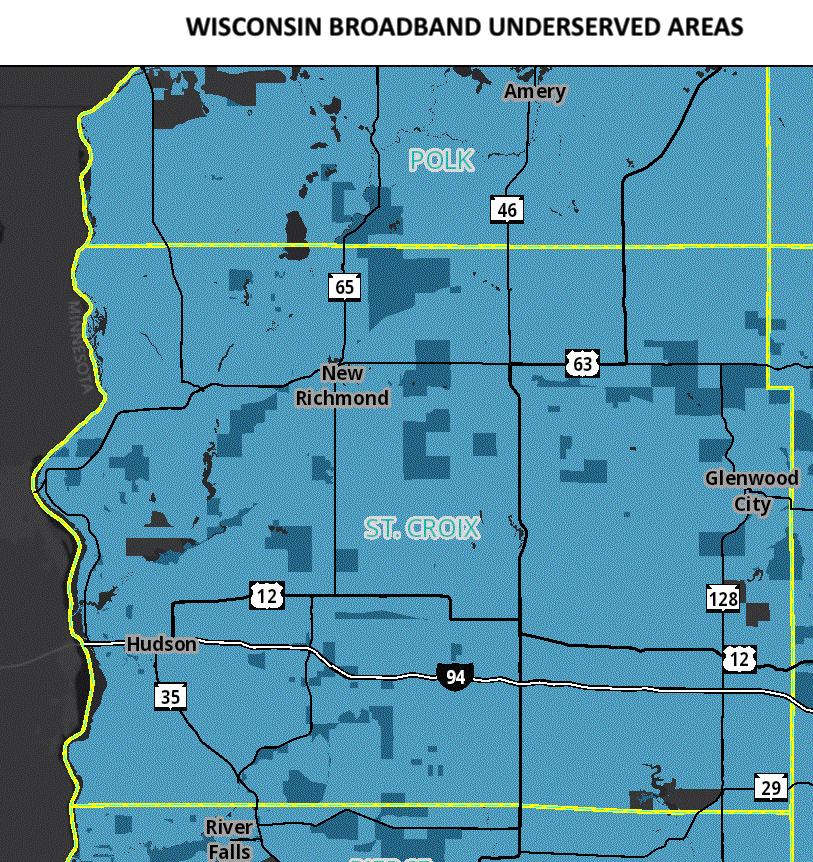 WISCONSIN BROADBAND UNDERSERVED AREAS
Amery
POLK
46
65
MINNESOTA
63
New
Richmond
Glenwood
City
ST. CROIX
12
128
Hudson
12
94
35
29
River
Falls